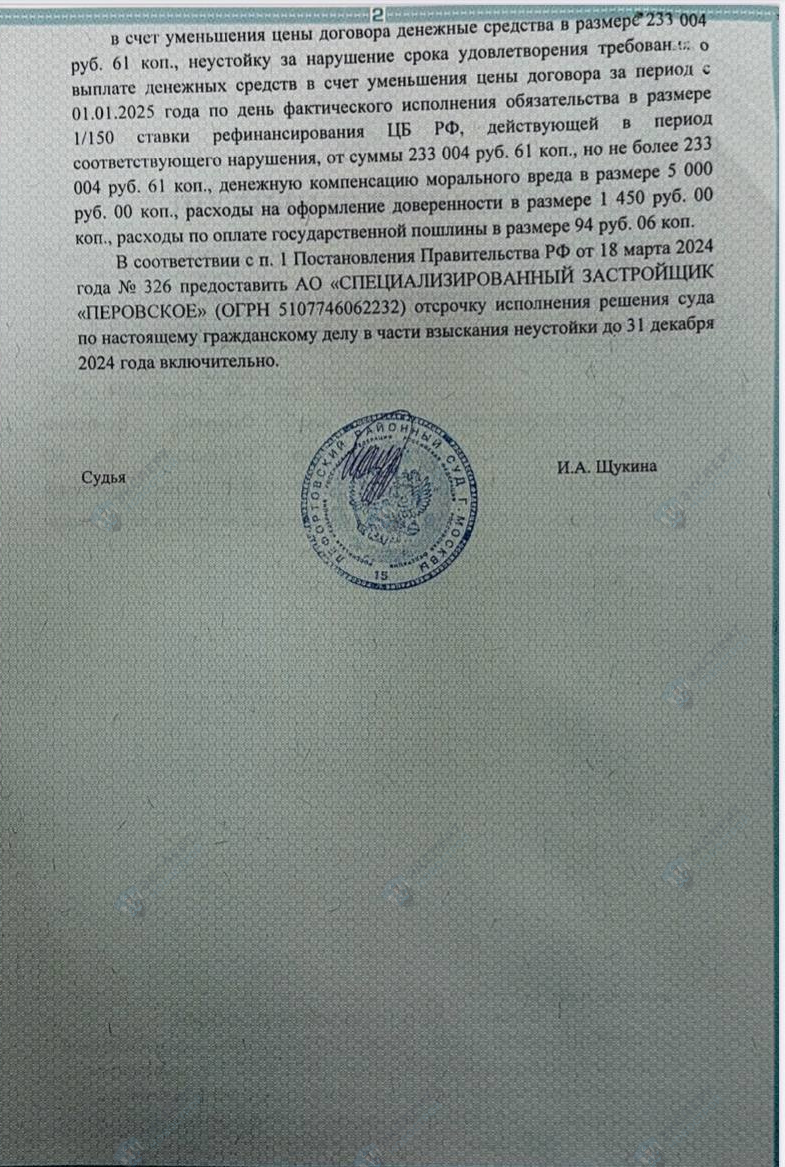 2
в счет уменьшения цены договора денежные средства в размере 233 004
руб. 61 коп., неустойку за нарушение срока удовлетворения требования о
выплате денежных средств в счет уменьшения цены договора за период с
01.01.2025 года по день фактического исполнения обязательства в размере
1/150 ставки рефинансирования ЦБ РФ, действующей в период
соответствующего нарушения, от суммы 233 004 руб. 61 коп., но не более 233
004 руб. 61 коп., денежную компенсацию морального вреда в размере 5 000
руб. 00 коп., расходы на оформление доверенности в размере 1 450 руб. 00
коп., расходы по оплате государственной пошлины в размере 94 руб. 06 коп.
В соответствии с п. 1 Постановления Правительства РФ от 18 марта 2024
года № 326 предоставить АО «СПЕЦИАЛИЗИРОВАННЫЙ ЗАСТРОЙЩИК
«ПЕРОВСКОЕ» (ОГРН 5107746062232) отсрочку исполнения решения суда
по настоящему гражданскому делу в части взыскания неустойки до 31 декабря
2024 года включительно.
Судья
И.А. Щукина
ЛЕФОРТОВСКИЙ РАЙОННЫЙ СУД Г. МОСКВЫ
15